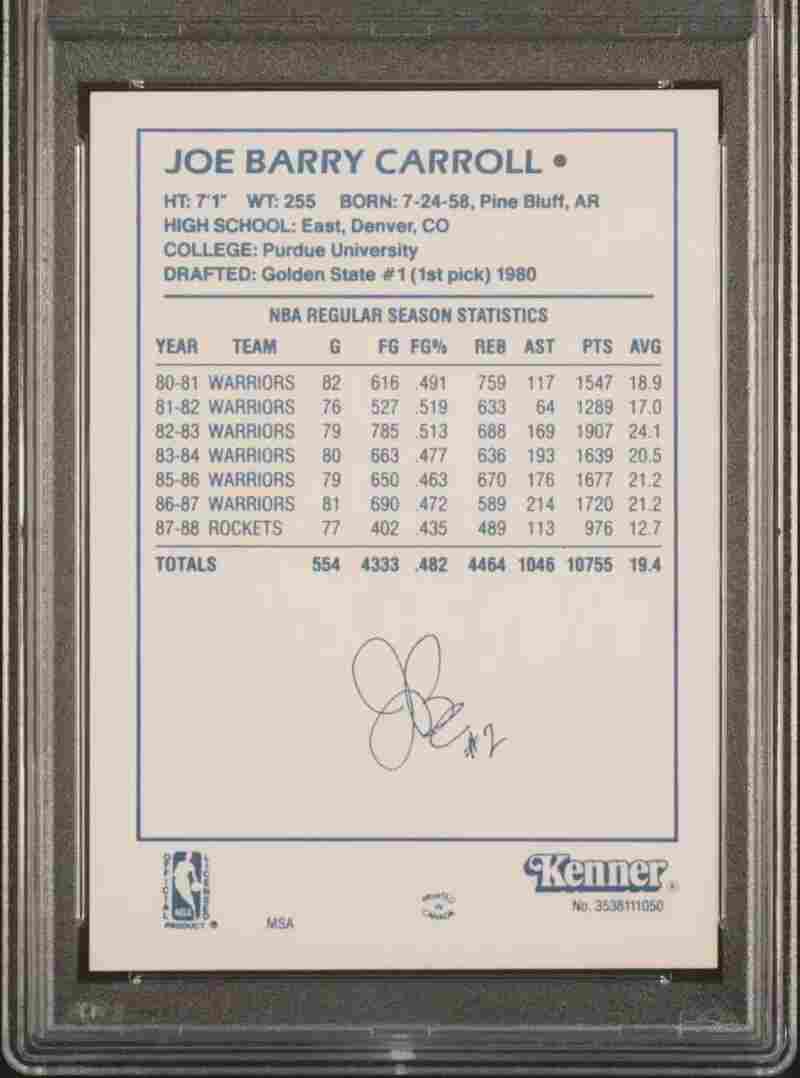 JOE BARRY CARROLL •
HT: 7'1" WT: 255 BORN: 7-24-58, Pine Bluff, AR
HIGH SCHOOL: East, Denver, CO
COLLEGE: Purdue University
DRAFTED: Golden State #1 (1st pick) 1980
NBA REGULAR SEASON STATISTICS
YEAR TEAM G FG FG% REB AST PTS AVG
80-81 WARRIORS 82 616 .491 759 117 1547 18.9
81-82 WARRIORS 76 527 .519 633 64 1289 17.0
82-83 WARRIORS 79 785 .513 688 169 1907 24.1
83-84 WARRIORS 80 663 .477 636 193 1639 20.5
85-86 WARRIORS 79 650 .463 670 176 1677 21.2
86-87 WARRIORS 81 690 .472 589 214 1720 21.2
87-88 ROCKETS 77 402 .435 489 113 976 12.7
TOTALS 554 4333 .482 4464 1046 10755 19.4
#2
OFFICIAL LICENSED
NBA
PRODUCT ®
MSA
PRINTED
IN
CANADA
Kenner ®
No. 3538111050